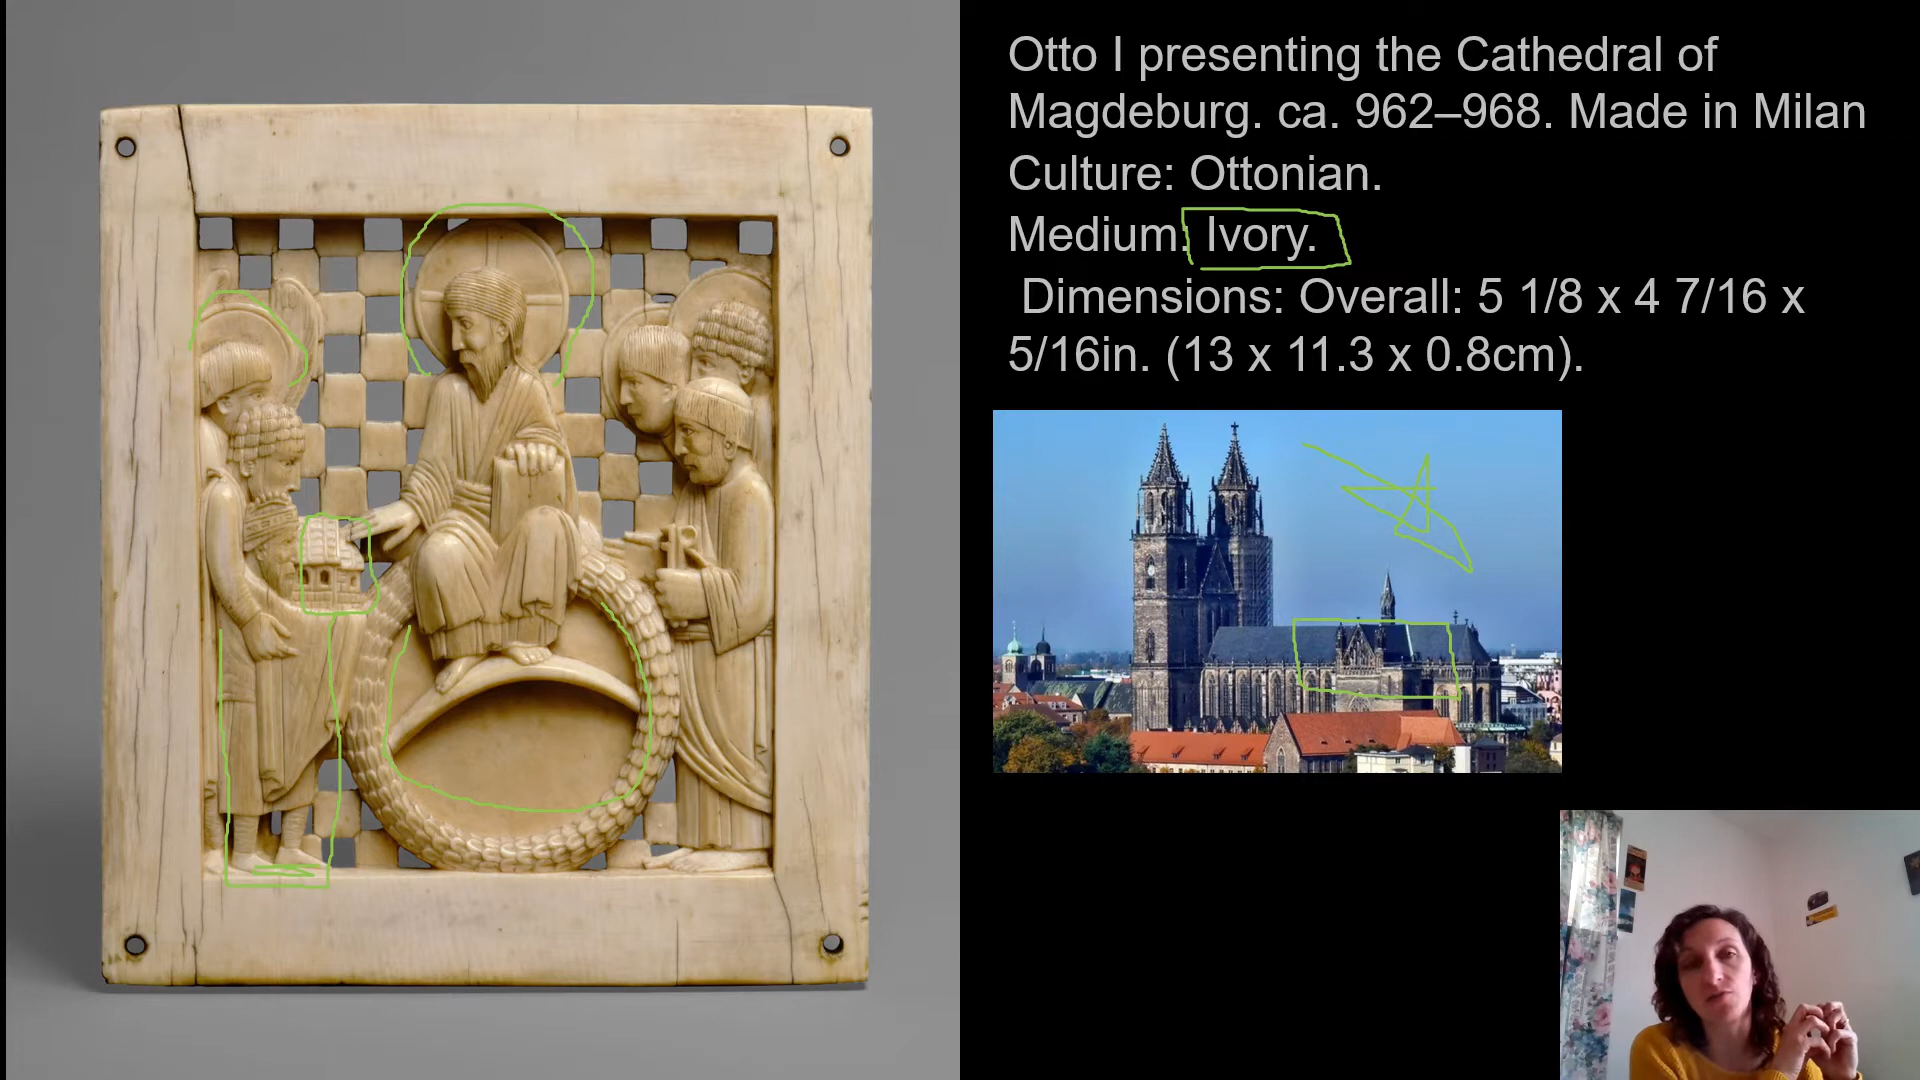 Otto I presenting the Cathedral of
Magdeburg. ca. 962–968. Made in Milan
Culture: Ottonian.
Medium: Ivory.
Dimensions: Overall: 5 1/8 x 4 7/16 x
5/16in. (13 x 11.3 x 0.8cm).